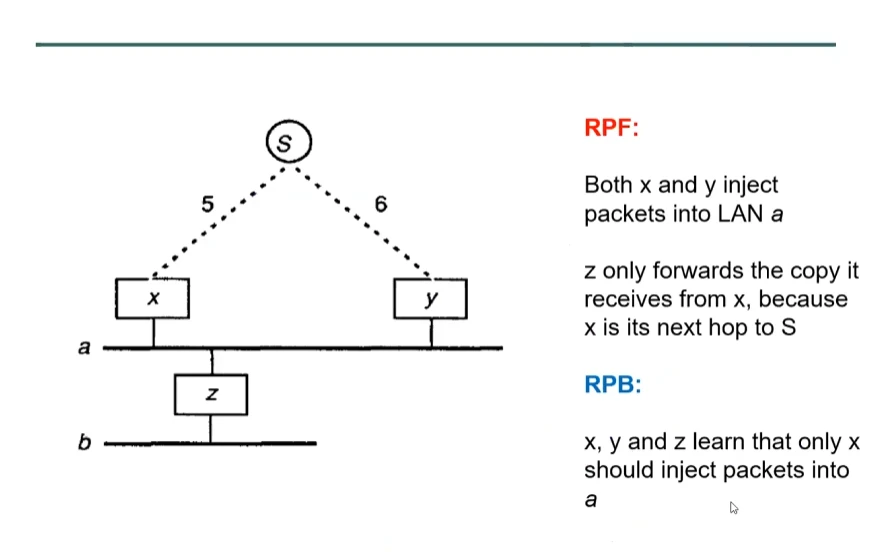 S
5
6
x
y
a
z
b
RPF:
Both x and y inject
packets into LAN a
z only forwards the copy it
receives from x, because
x is its next hop to S
RPB:
x, y and z learn that only x
should inject packets into
a